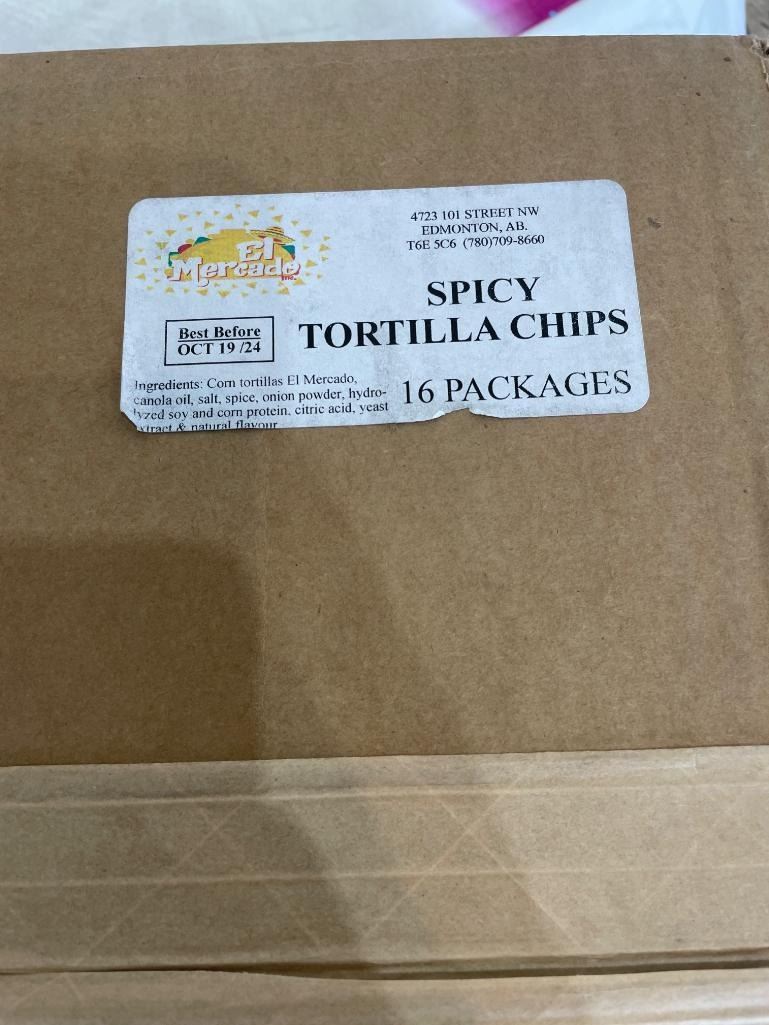 El
Mercado
Inc.
4723 101 STREET NW
EDMONTON, AB.
T6E 5C6 (780)709-8660
SPICY
TORTILLA CHIPS
Best Before
OCT 19 /24
16 PACKAGES
Ingredients: Corn tortillas El Mercado,
canola oil, salt, spice, onion powder, hydro-
lyzed soy and corn protein, citric acid, yeast
extract & natural flavour